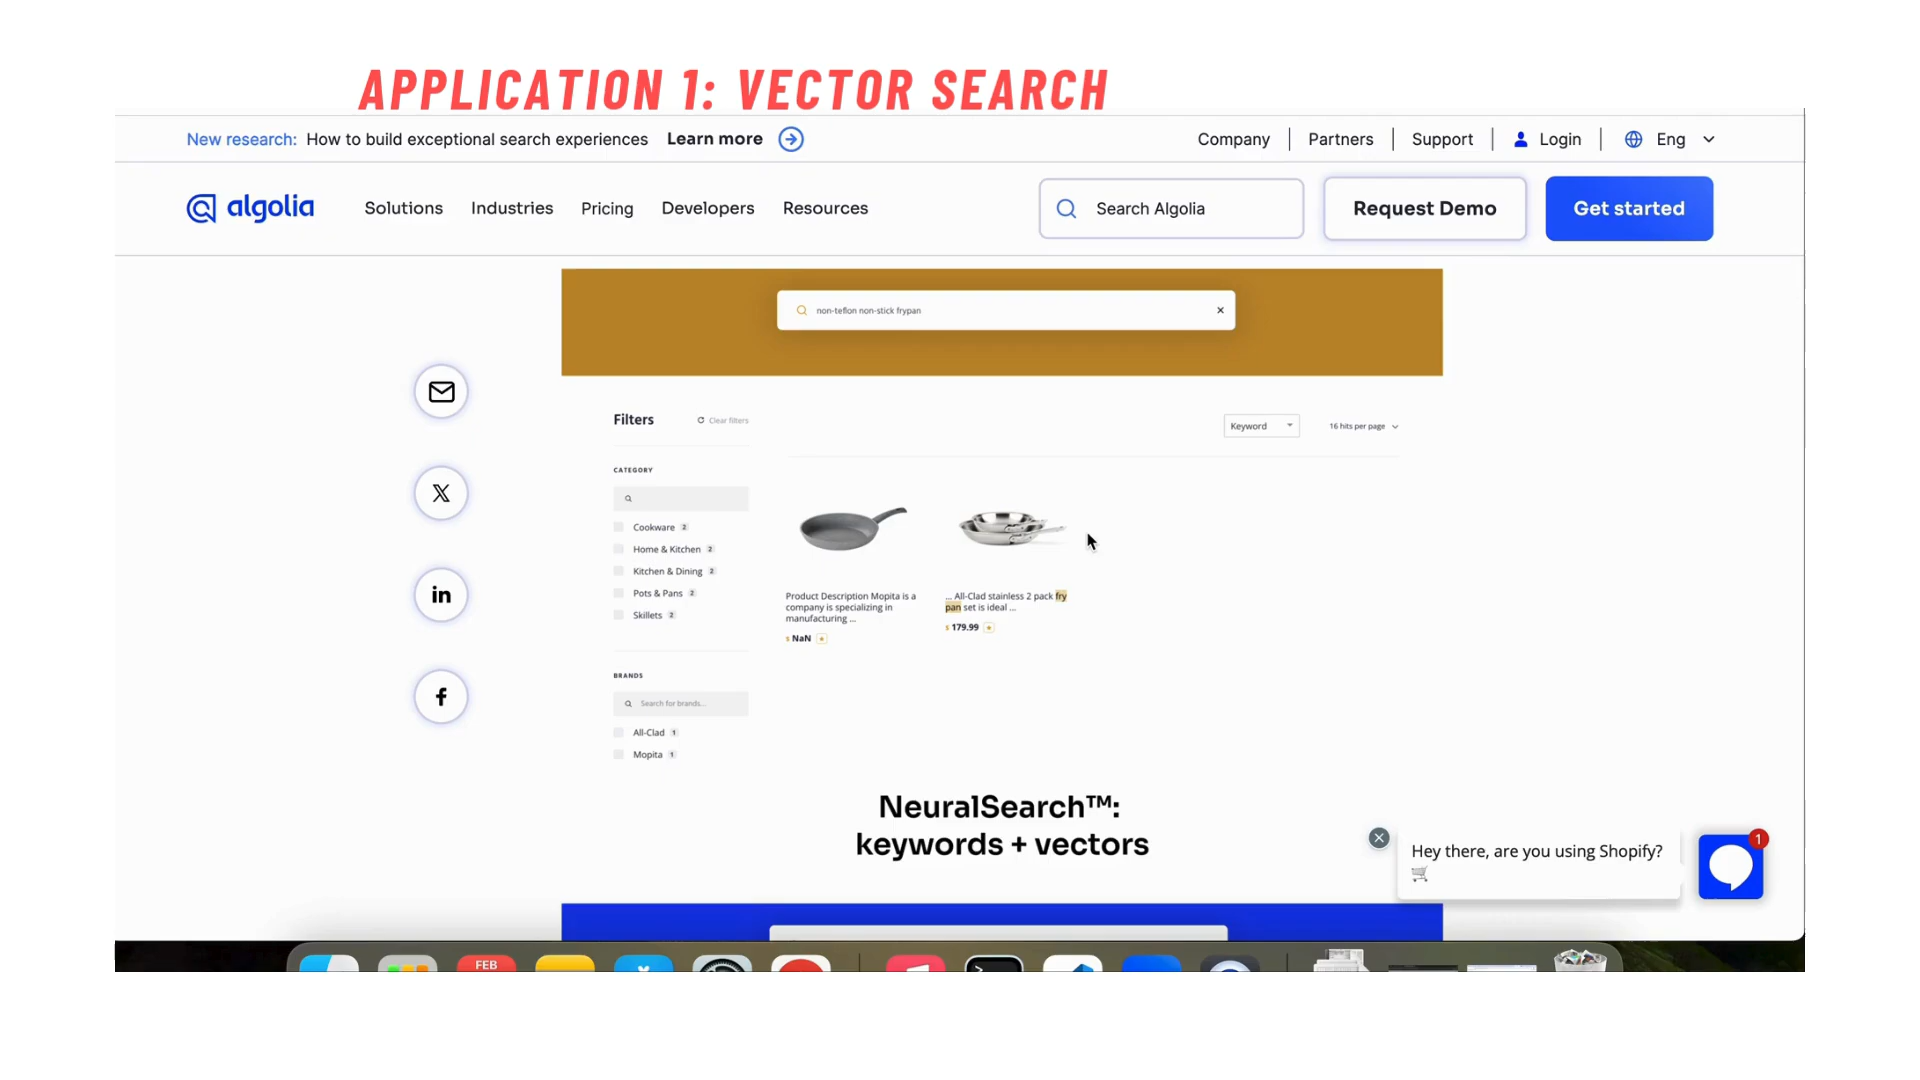 APPLICATION 1: VECTOR SEARCH
New research: How to build exceptional search experiences Learn more
Company Partners Support Login Eng
algolia Solutions Industries Pricing Developers Resources Search Algolia Request Demo Get started
non-teflon non-stick frypan
Filters Clear filters
Keyword 16 hits per page
CATEGORY
Cookware 2
Home & Kitchen 2
Kitchen & Dining 2
Pots & Pans 2
Skillets 2
BRANDS
Search for brands...
All-Clad 1
Mopita 1
Product Description Mopita is a
company is specializing in
manufacturing ...
$ NaN
... All-Clad stainless 2 pack fry
pan set is ideal ...
$ 179.99
NeuralSearch™:
keywords + vectors
Hey there, are you using Shopify?
1
FEB